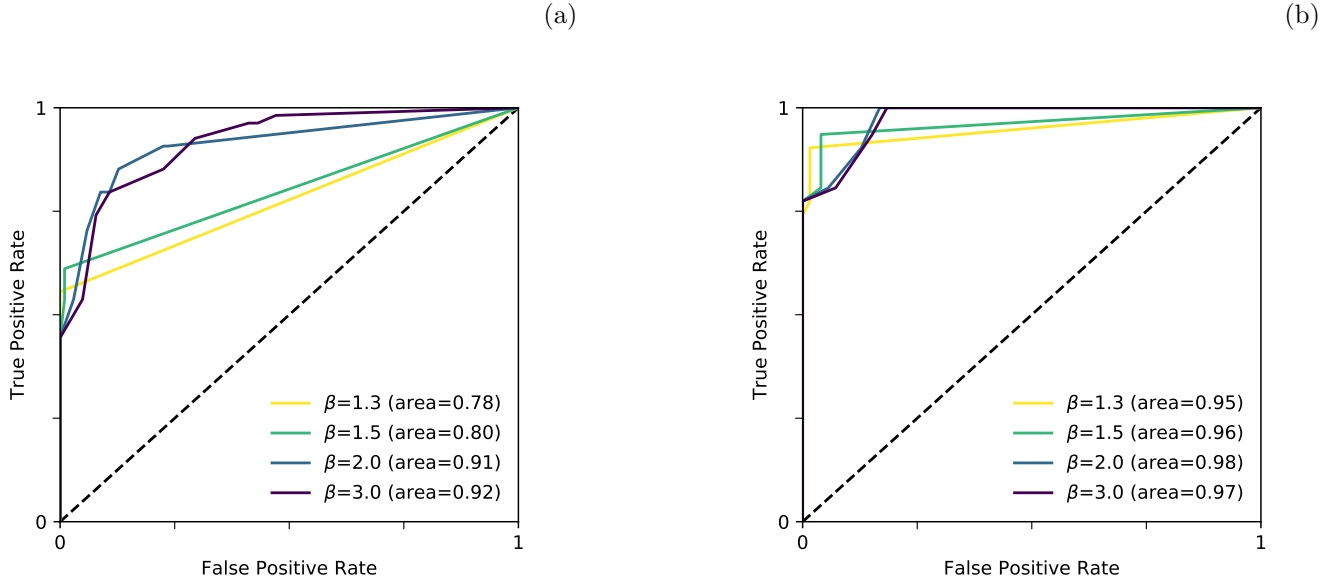 (a)
1
True Positive Rate
β=1.3 (area=0.78)
β=1.5 (area=0.80)
β=2.0 (area=0.91)
β=3.0 (area=0.92)
0
0
1
False Positive Rate
(b)
1
True Positive Rate
β=1.3 (area=0.95)
β=1.5 (area=0.96)
β=2.0 (area=0.98)
β=3.0 (area=0.97)
0
0
1
False Positive Rate